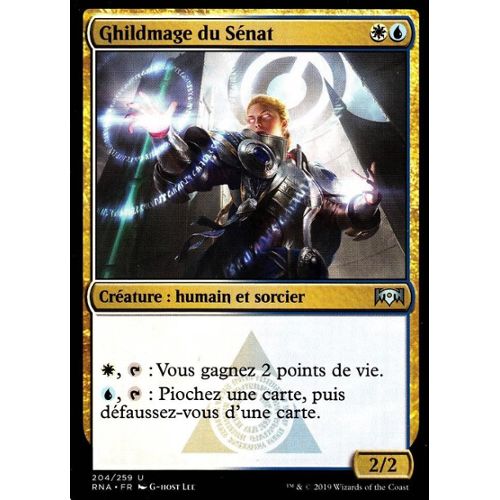 Ghildmage du Sénat
Créature : humain et sorcier
, : Vous gagnez 2 points de vie.
, : Piochez une carte, puis
défaussez-vous d'une carte.
2/2
204/259 U
RNA • FR G-host Lee
™ & © 2019 Wizards of the Coast